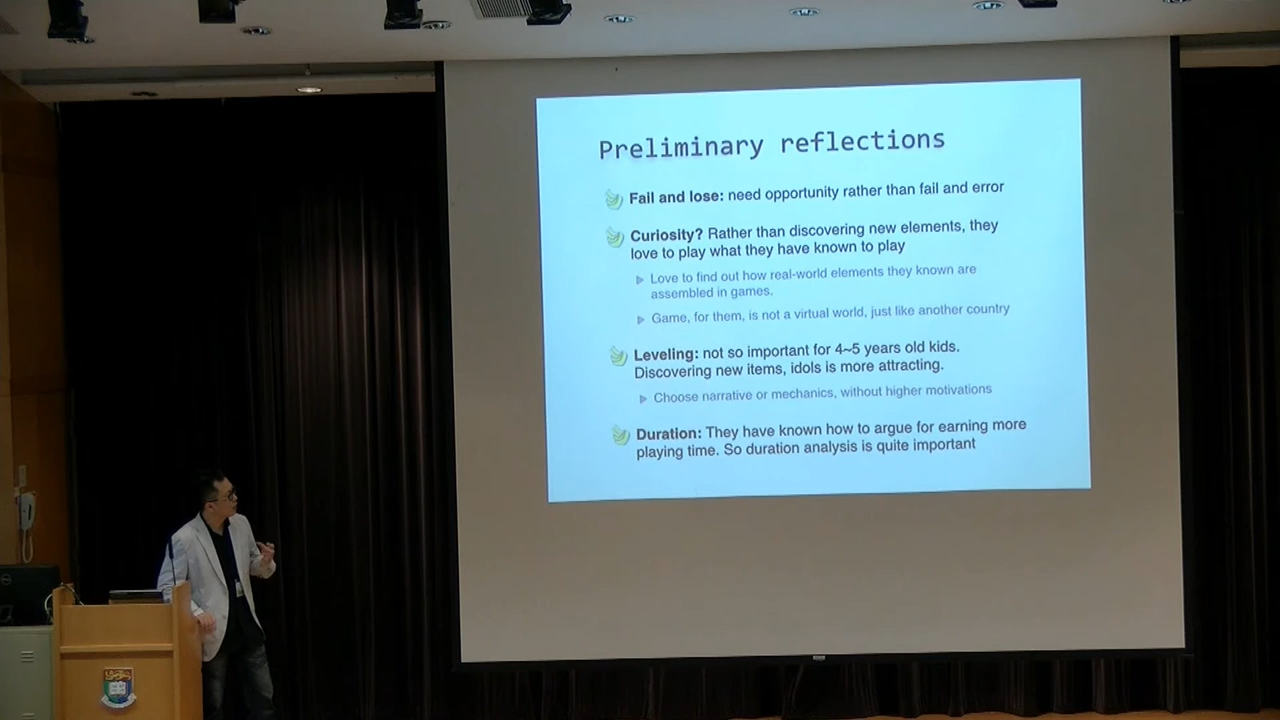 Preliminary reflections
Fail and lose: need opportunity rather than fail and error
Curiosity? Rather than discovering new elements, they
love to play what they have known to play
Love to find out how real-world elements they known are
assembled in games.
Game, for them, is not a virtual world, just like another country
Leveling: not so important for 4~5 years old kids.
Discovering new items, idols is more attracting.
Choose narrative or mechanics, without higher motivations
Duration: They have known how to argue for earning more
playing time. So duration analysis is quite important